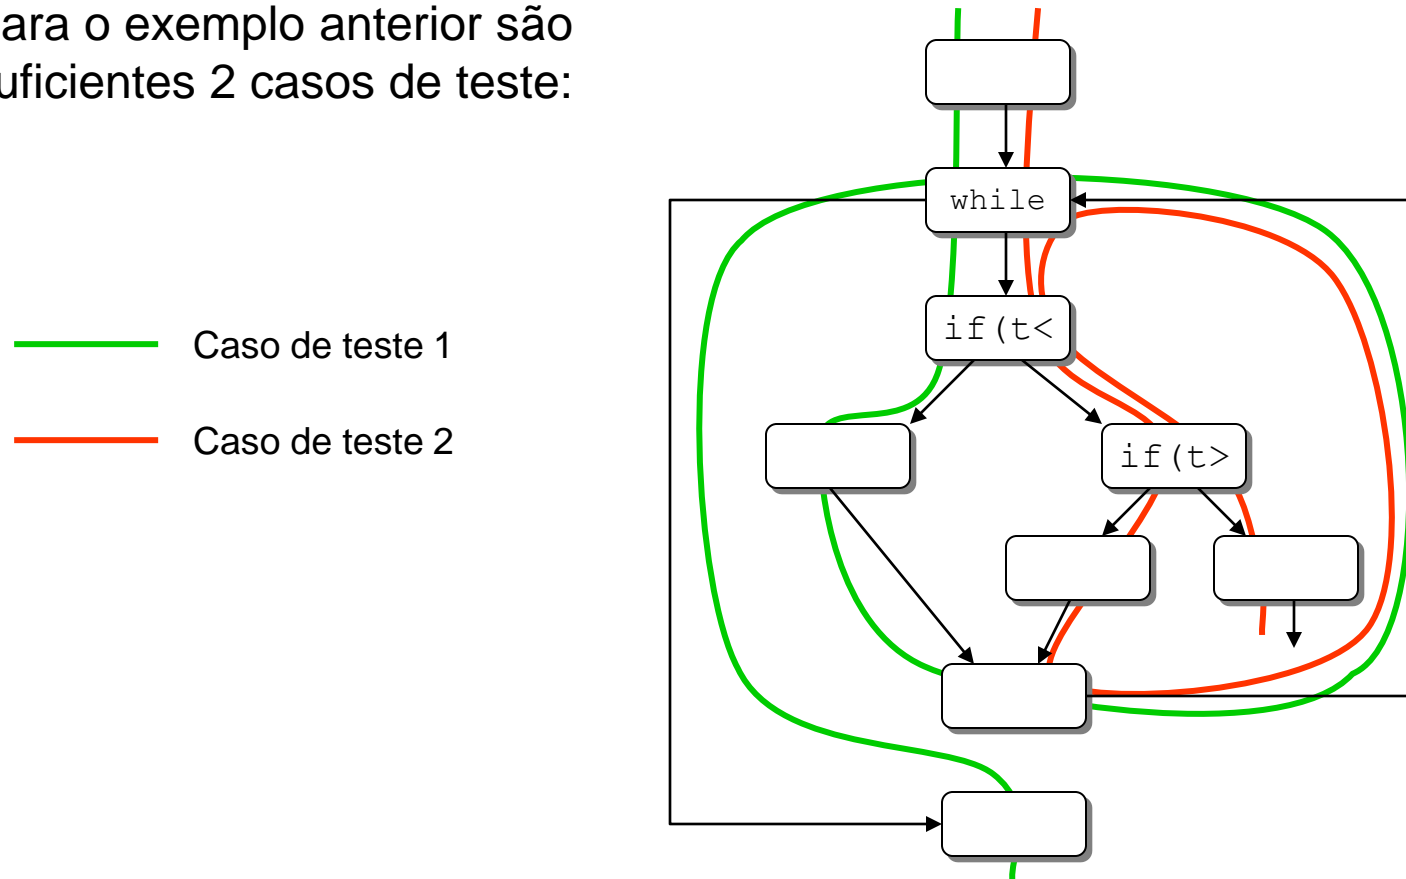 ara o exemplo anterior são
uficientes 2 casos de teste:
while
if(t<
Caso de teste 1
if(t>
Caso de teste 2